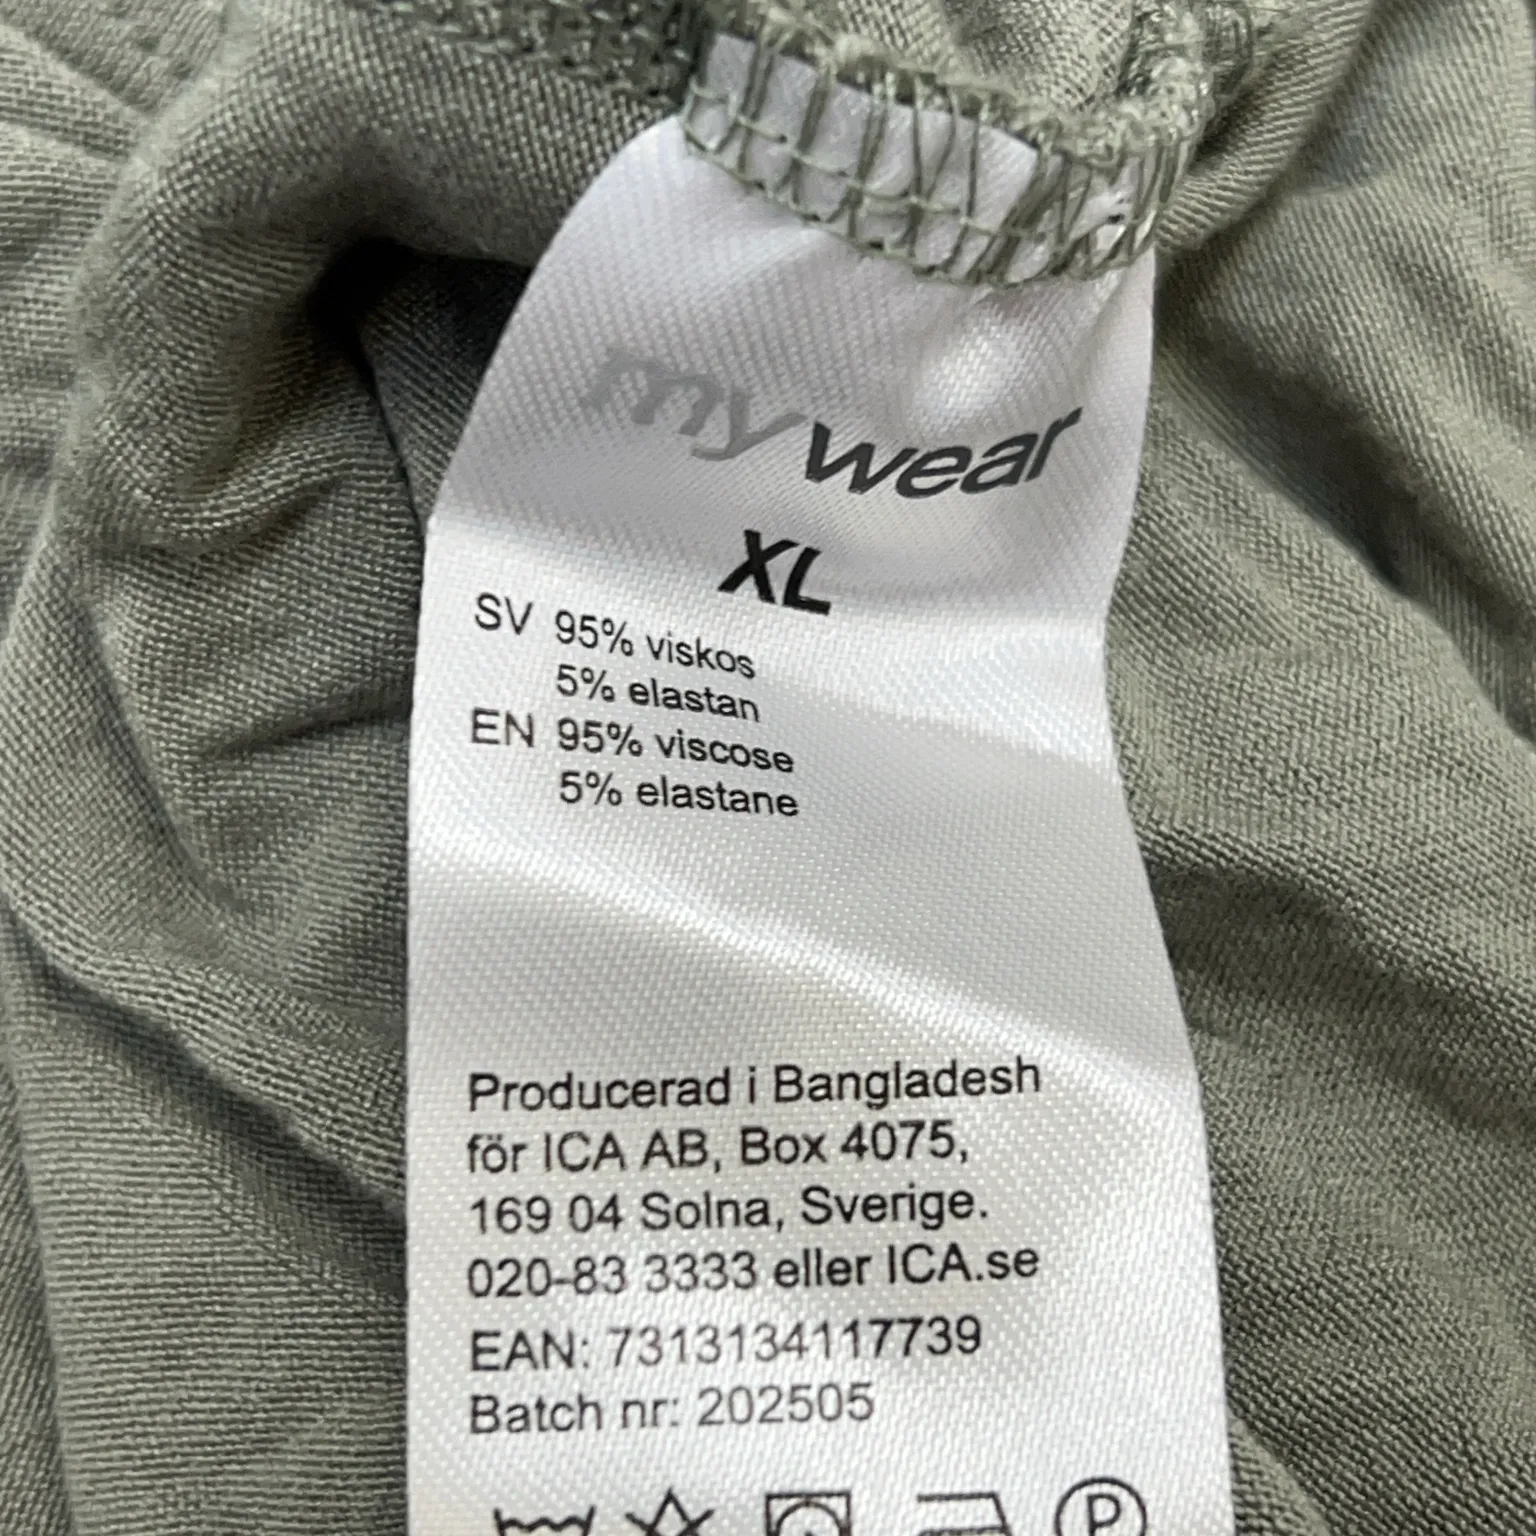 mywear
XL
SV 95% viskos
5% elastan
EN 95% viscose
5% elastane
Producerad i Bangladesh
för ICA AB, Box 4075,
169 04 Solna, Sverige.
020-83 3333 eller ICA.se
EAN: 7313134117739
Batch nr: 202505
P